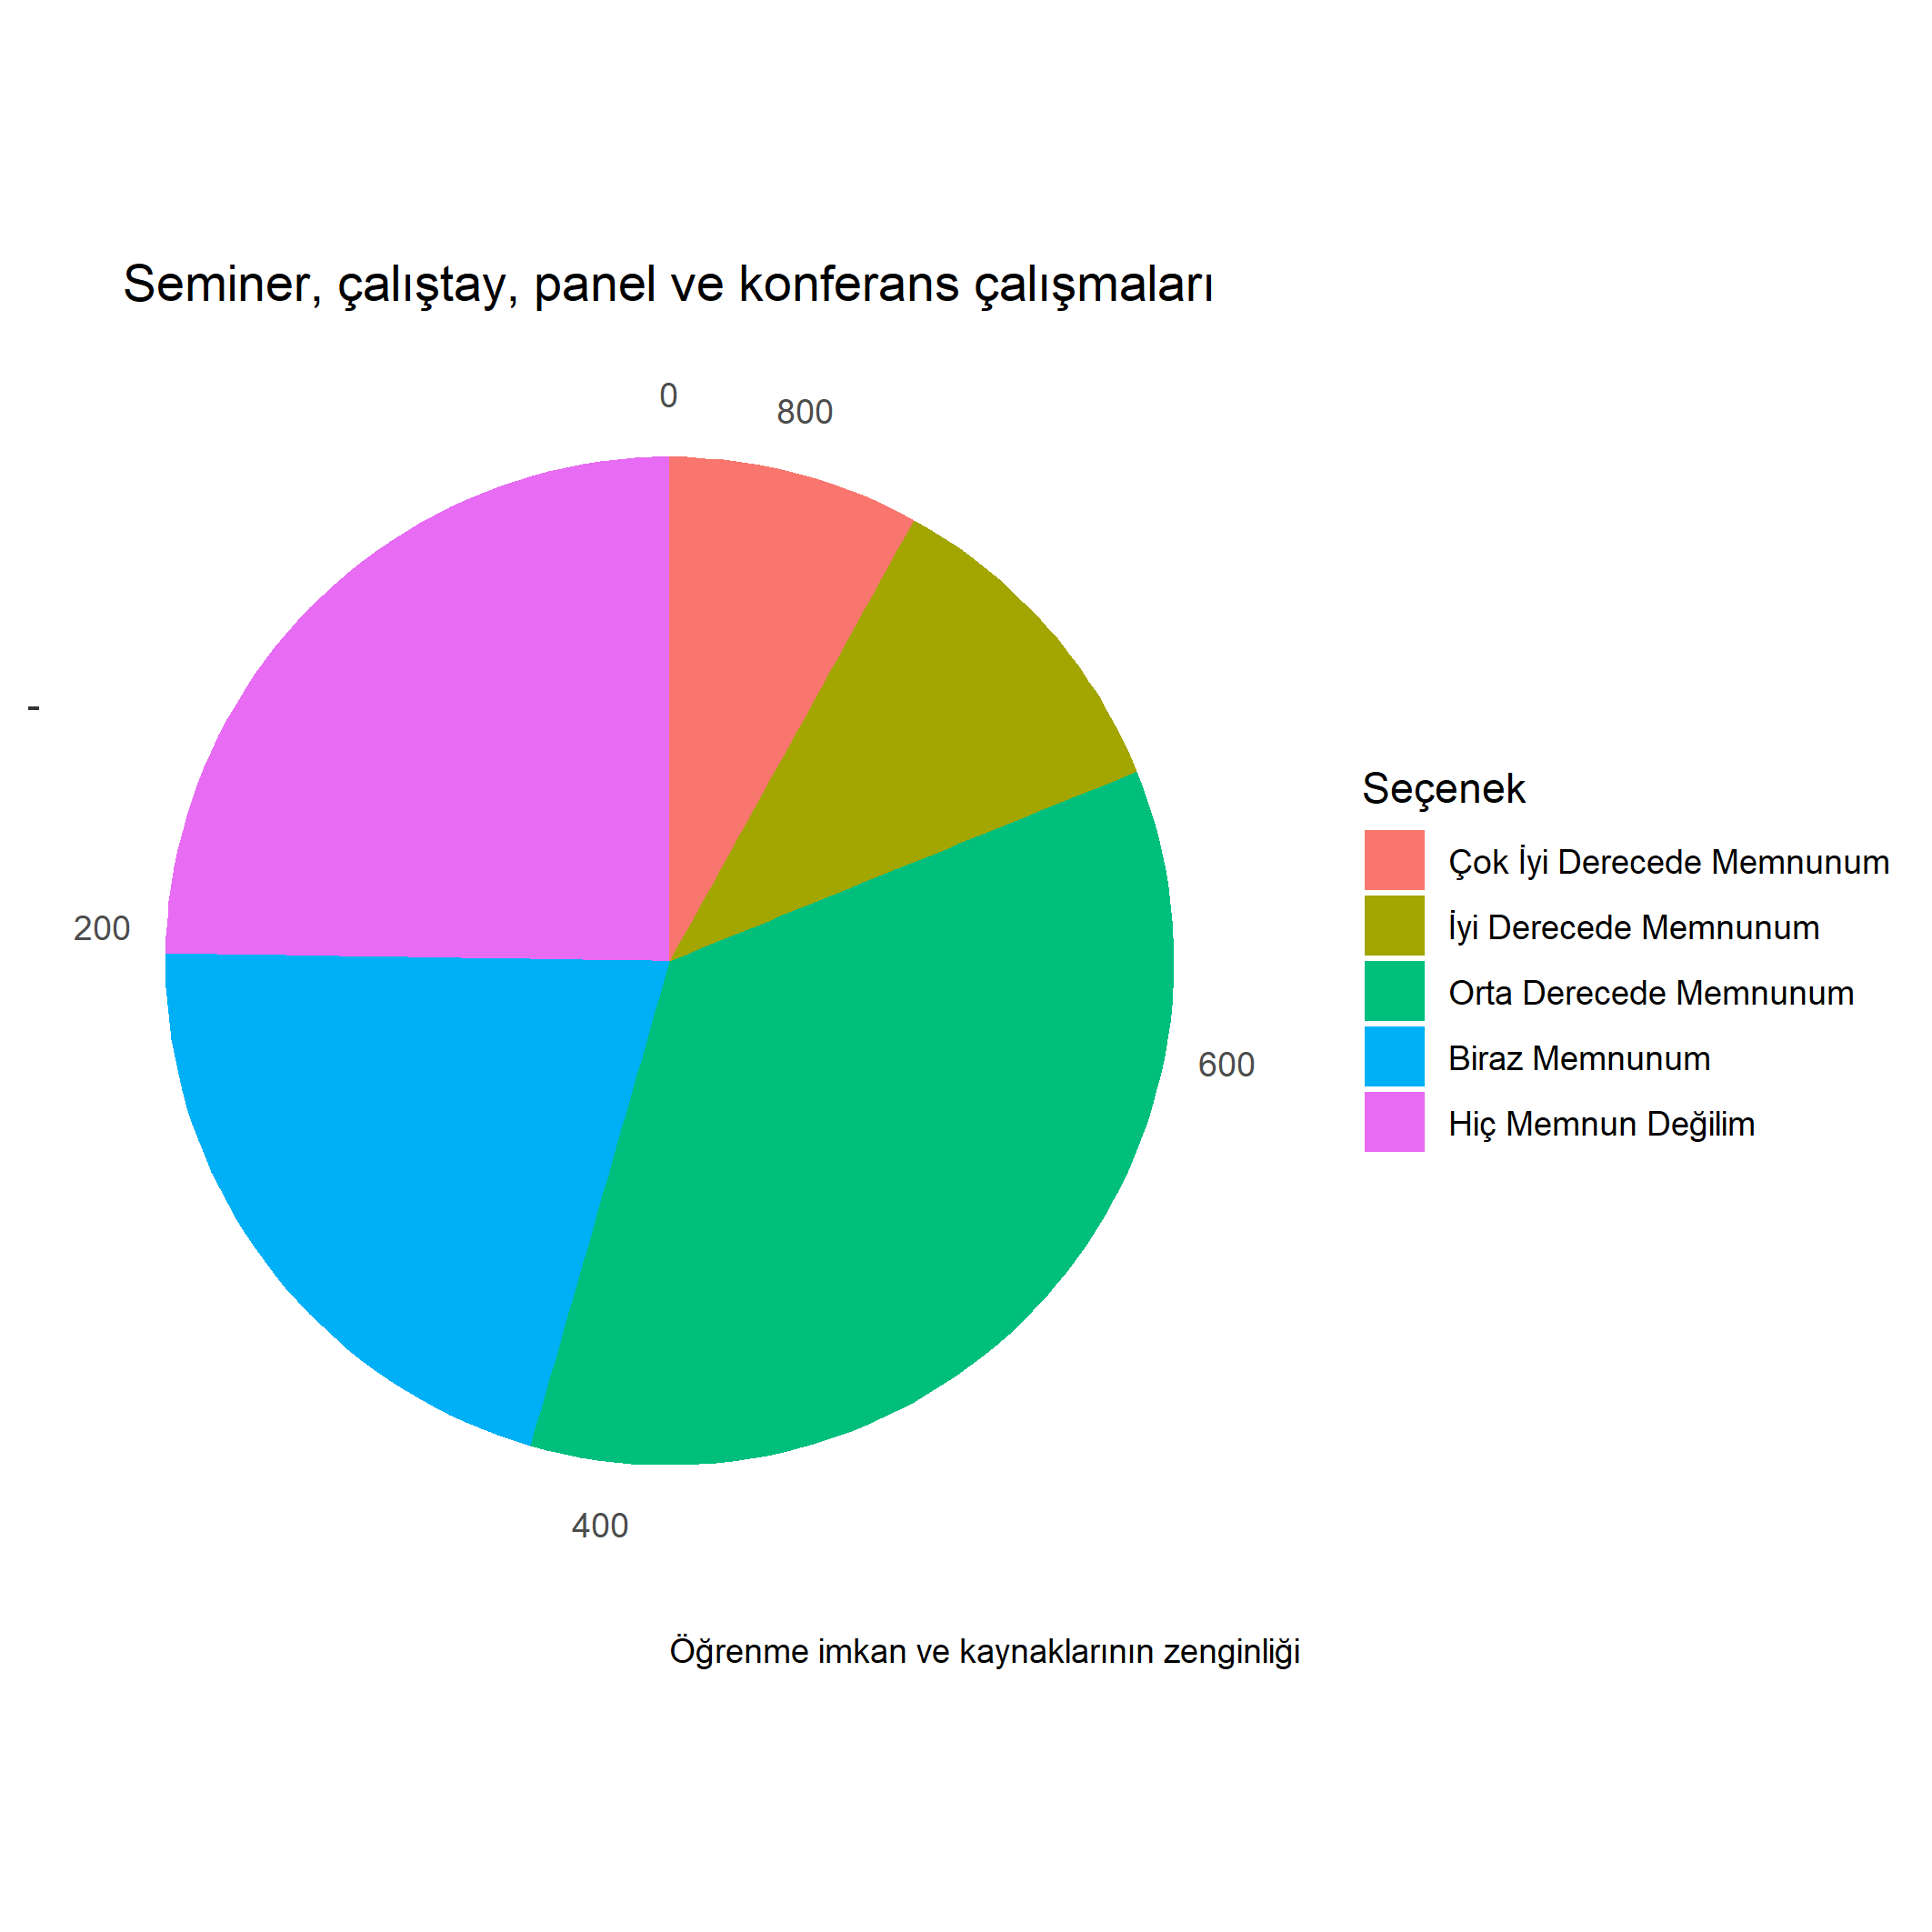 Seminer, çalıştay, panel ve konferans çalışmaları
0
800
-
200
600
400
Seçenek
Çok İyi Derecede Memnunum
İyi Derecede Memnunum
Orta Derecede Memnunum
Biraz Memnunum
Hiç Memnun Değilim
Öğrenme imkan ve kaynaklarının zenginliği